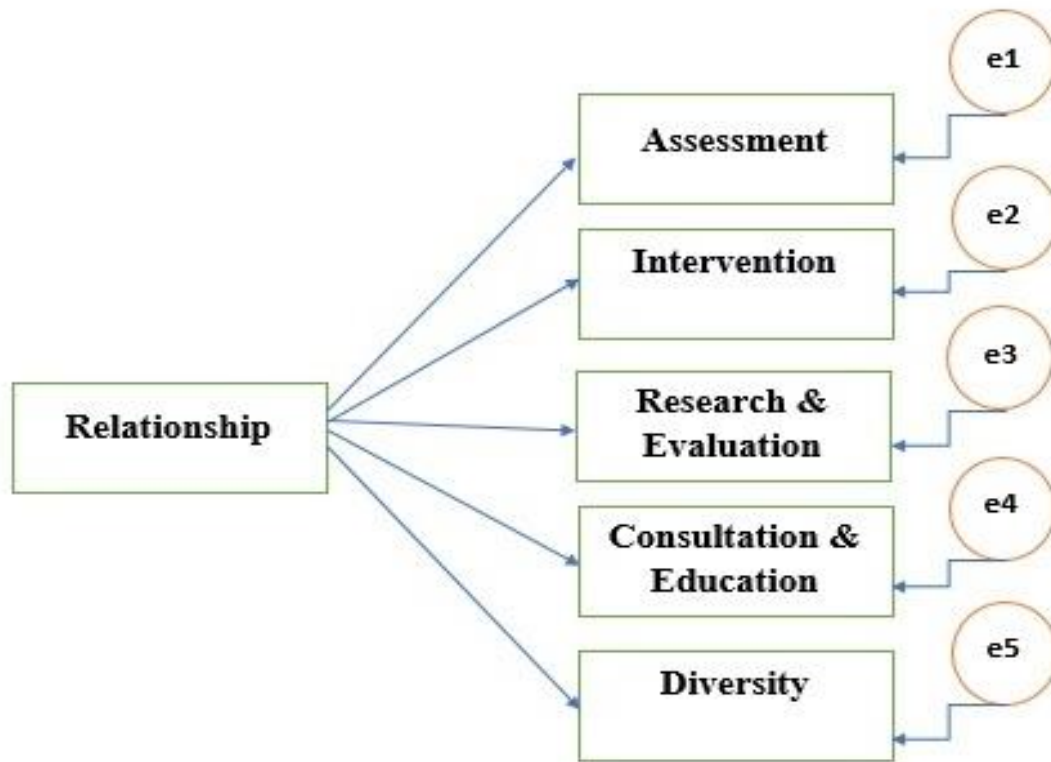 e1
Assessment
e2
Intervention
e3
Research &
Evaluation
Relationship
e4
Consultation &
Education
e5
Diversity